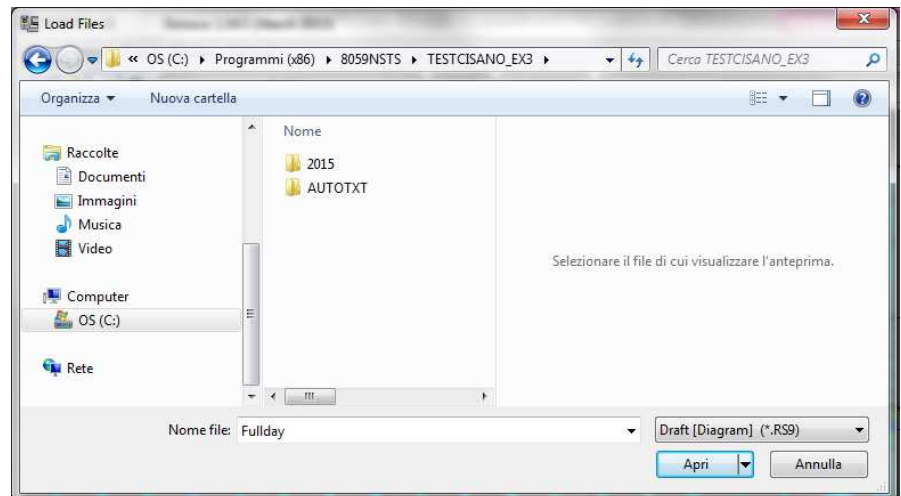 Load Files
« OS (C:) ▸ Programmi (x86) ▸ 8059NSTS ▸ TESTCISANO_EX3 ▸
Cerca TESTCISANO_EX3
Organizza ▾ Nuova cartella
Raccolte
Documenti
Immagini
Musica
Video
Computer
OS (C:)
Rete
Nome
2015
AUTOTXT
Selezionare il file di cui visualizzare l'anteprima.
Nome file: Fullday
Draft [Diagram] (*.RS9)
Apri
Annulla